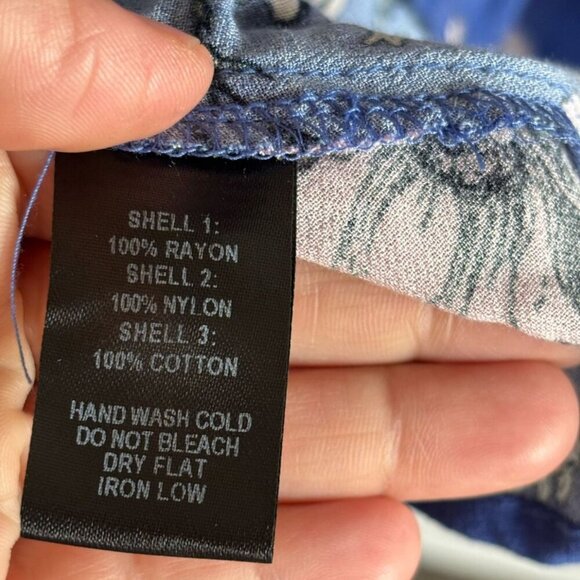 SHELL 1:
100% RAYON
SHELL 2:
100% NYLON
SHELL 3:
100% COTTON
HAND WASH COLD
DO NOT BLEACH
DRY FLAT
IRON LOW